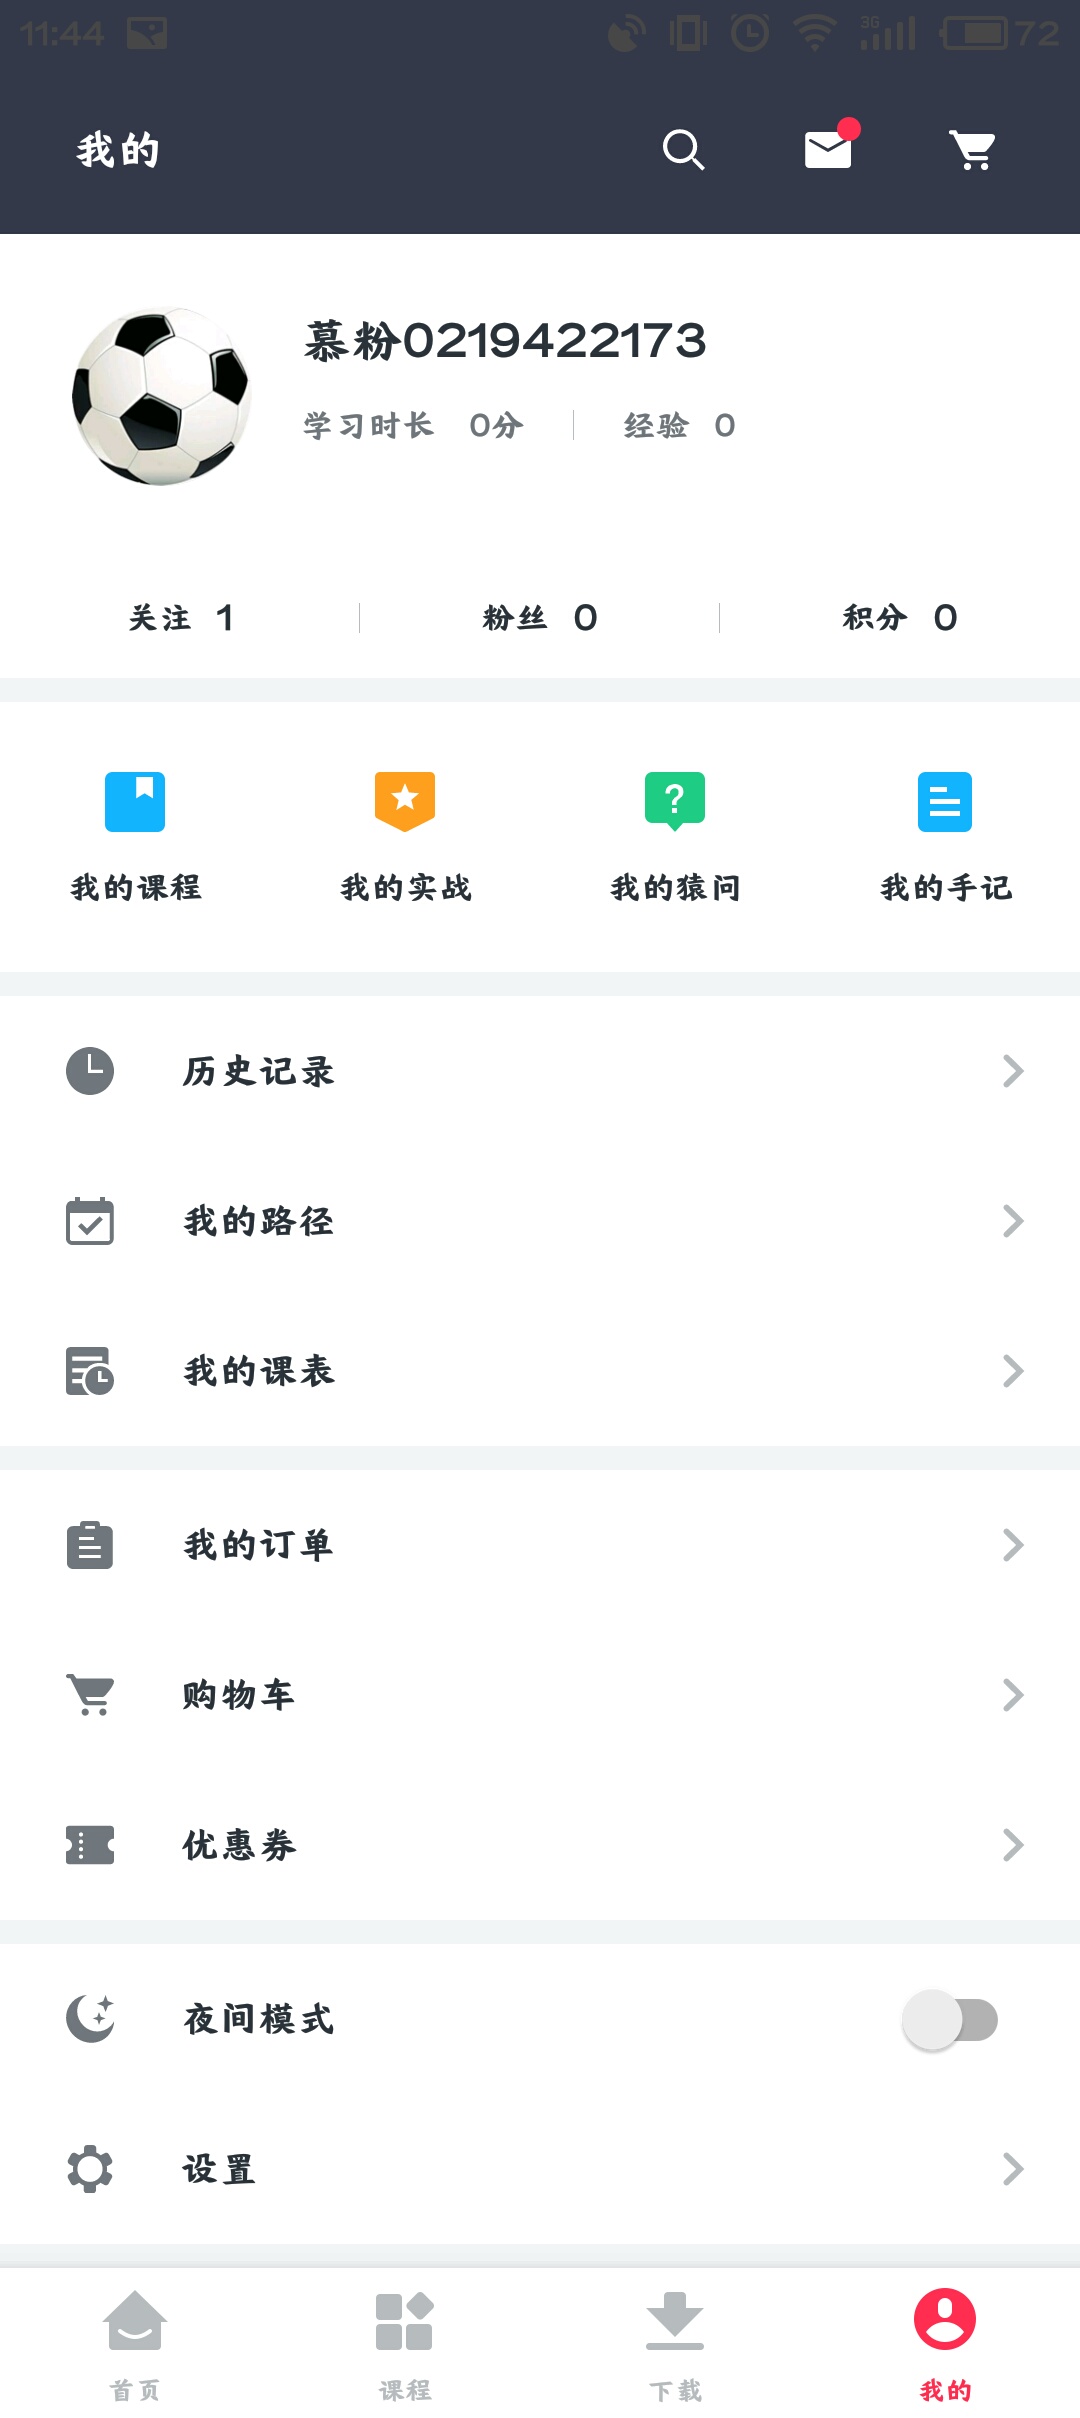 11:44 3G 72
我的
慕粉0219422173
学习时长 0分 经验 0
关注 1 粉丝 0 积分 0
我的课程 我的实战 我的猿问 我的手记
历史记录
我的路径
我的课表
我的订单
购物车
优惠券
夜间模式
设置
首页 课程 下载 我的